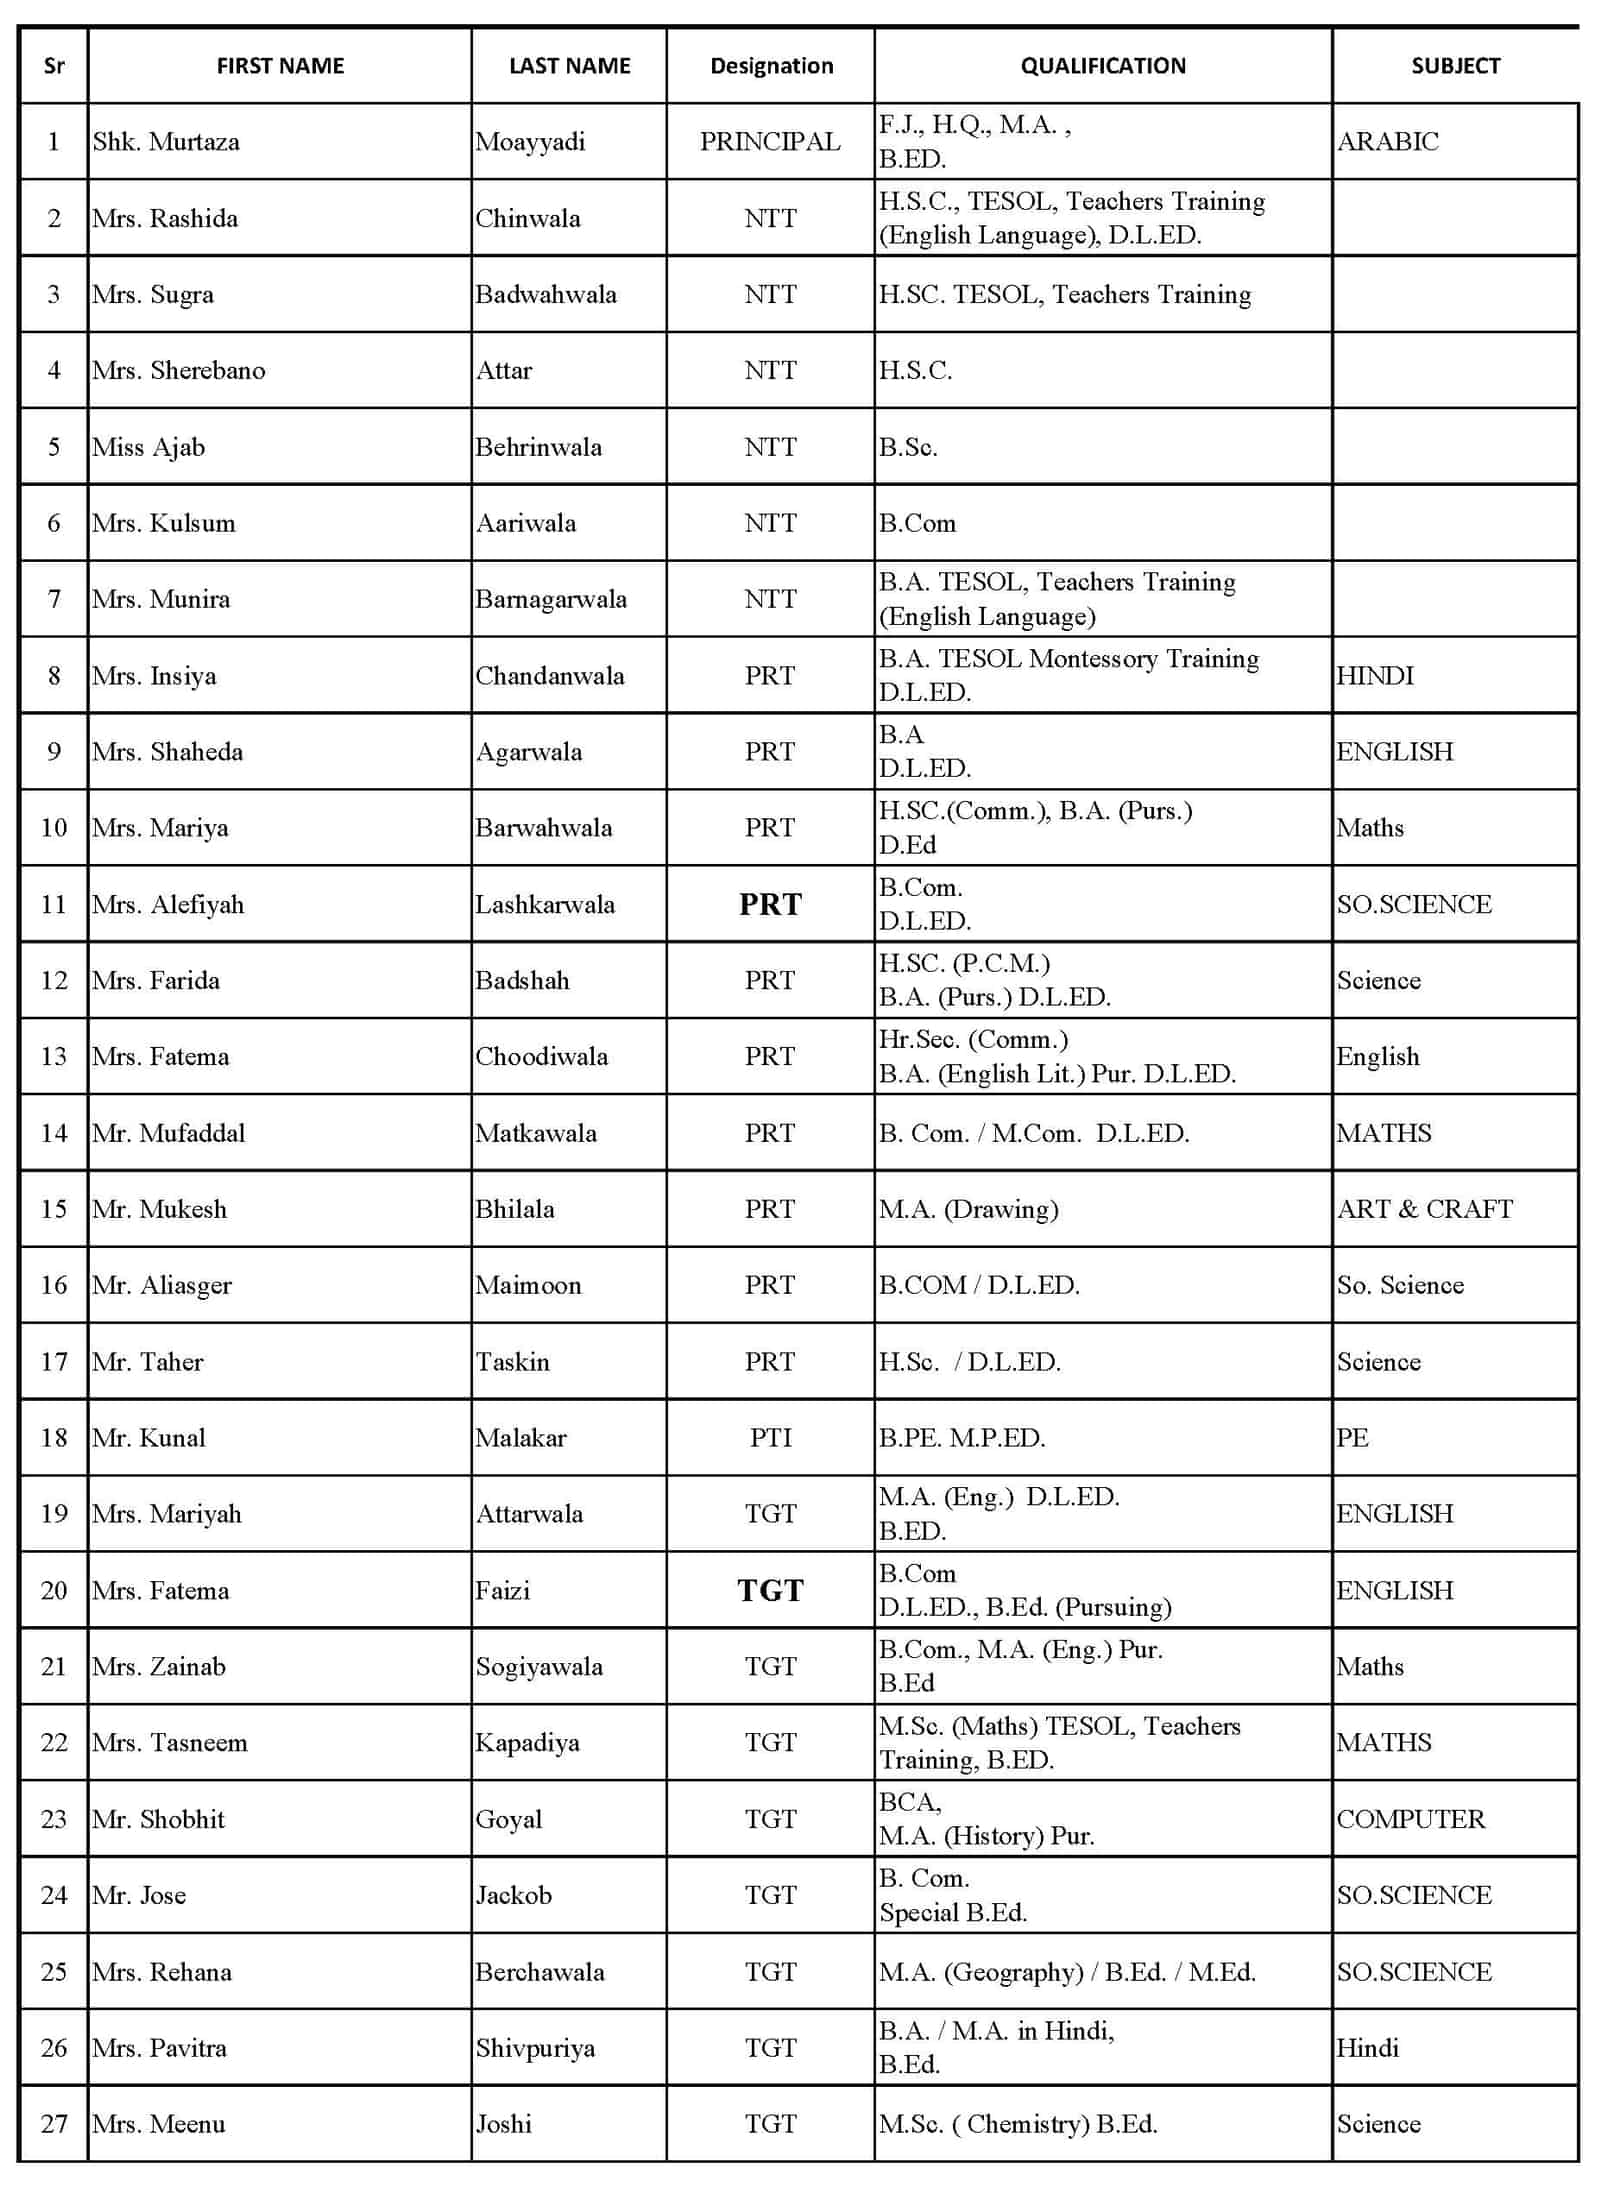 Sr FIRST NAME LAST NAME Designation QUALIFICATION SUBJECT
1 Shk. Murtaza Moayyadi PRINCIPAL F.J., H.Q., M.A. ,
B.ED. ARABIC
2 Mrs. Rashida Chinwala NTT H.S.C., TESOL, Teachers Training
(English Language), D.L.ED.
3 Mrs. Sugra Badwahwala NTT H.SC. TESOL, Teachers Training
4 Mrs. Sherebano Attar NTT H.S.C.
5 Miss Ajab Behrinwala NTT B.Sc.
6 Mrs. Kulsum Aariwala NTT B.Com
7 Mrs. Munira Barnagarwala NTT B.A. TESOL, Teachers Training
(English Language)
8 Mrs. Insiya Chandanwala PRT B.A. TESOL Montessory Training
D.L.ED. HINDI
9 Mrs. Shaheda Agarwala PRT B.A
D.L.ED. ENGLISH
10 Mrs. Mariya Barwahwala PRT H.SC.(Comm.), B.A. (Purs.)
D.Ed Maths
11 Mrs. Alefiyah Lashkarwala PRT B.Com.
D.L.ED. SO.SCIENCE
12 Mrs. Farida Badshah PRT H.SC. (P.C.M.)
B.A. (Purs.) D.L.ED. Science
13 Mrs. Fatema Choodiwala PRT Hr.Sec. (Comm.)
B.A. (English Lit.) Pur. D.L.ED. English
14 Mr. Mufaddal Matkawala PRT B. Com. / M.Com. D.L.ED. MATHS
15 Mr. Mukesh Bhilala PRT M.A. (Drawing) ART & CRAFT
16 Mr. Aliasger Maimoon PRT B.COM / D.L.ED. So. Science
17 Mr. Taher Taskin PRT H.Sc. / D.L.ED. Science
18 Mr. Kunal Malakar PTI B.PE. M.P.ED. PE
19 Mrs. Mariyah Attarwala TGT M.A. (Eng.) D.L.ED.
B.ED. ENGLISH
20 Mrs. Fatema Faizi TGT B.Com
D.L.ED., B.Ed. (Pursuing) ENGLISH
21 Mrs. Zainab Sogiyawala TGT B.Com., M.A. (Eng.) Pur.
B.Ed Maths
22 Mrs. Tasneem Kapadiya TGT M.Sc. (Maths) TESOL, Teachers
Training, B.ED. MATHS
23 Mr. Shobhit Goyal TGT BCA,
M.A. (History) Pur. COMPUTER
24 Mr. Jose Jackob TGT B. Com.
Special B.Ed. SO.SCIENCE
25 Mrs. Rehana Berchawala TGT M.A. (Geography) / B.Ed. / M.Ed. SO.SCIENCE
26 Mrs. Pavitra Shivpuriya TGT B.A. / M.A. in Hindi,
B.Ed. Hindi
27 Mrs. Meenu Joshi TGT M.Sc. ( Chemistry) B.Ed. Science